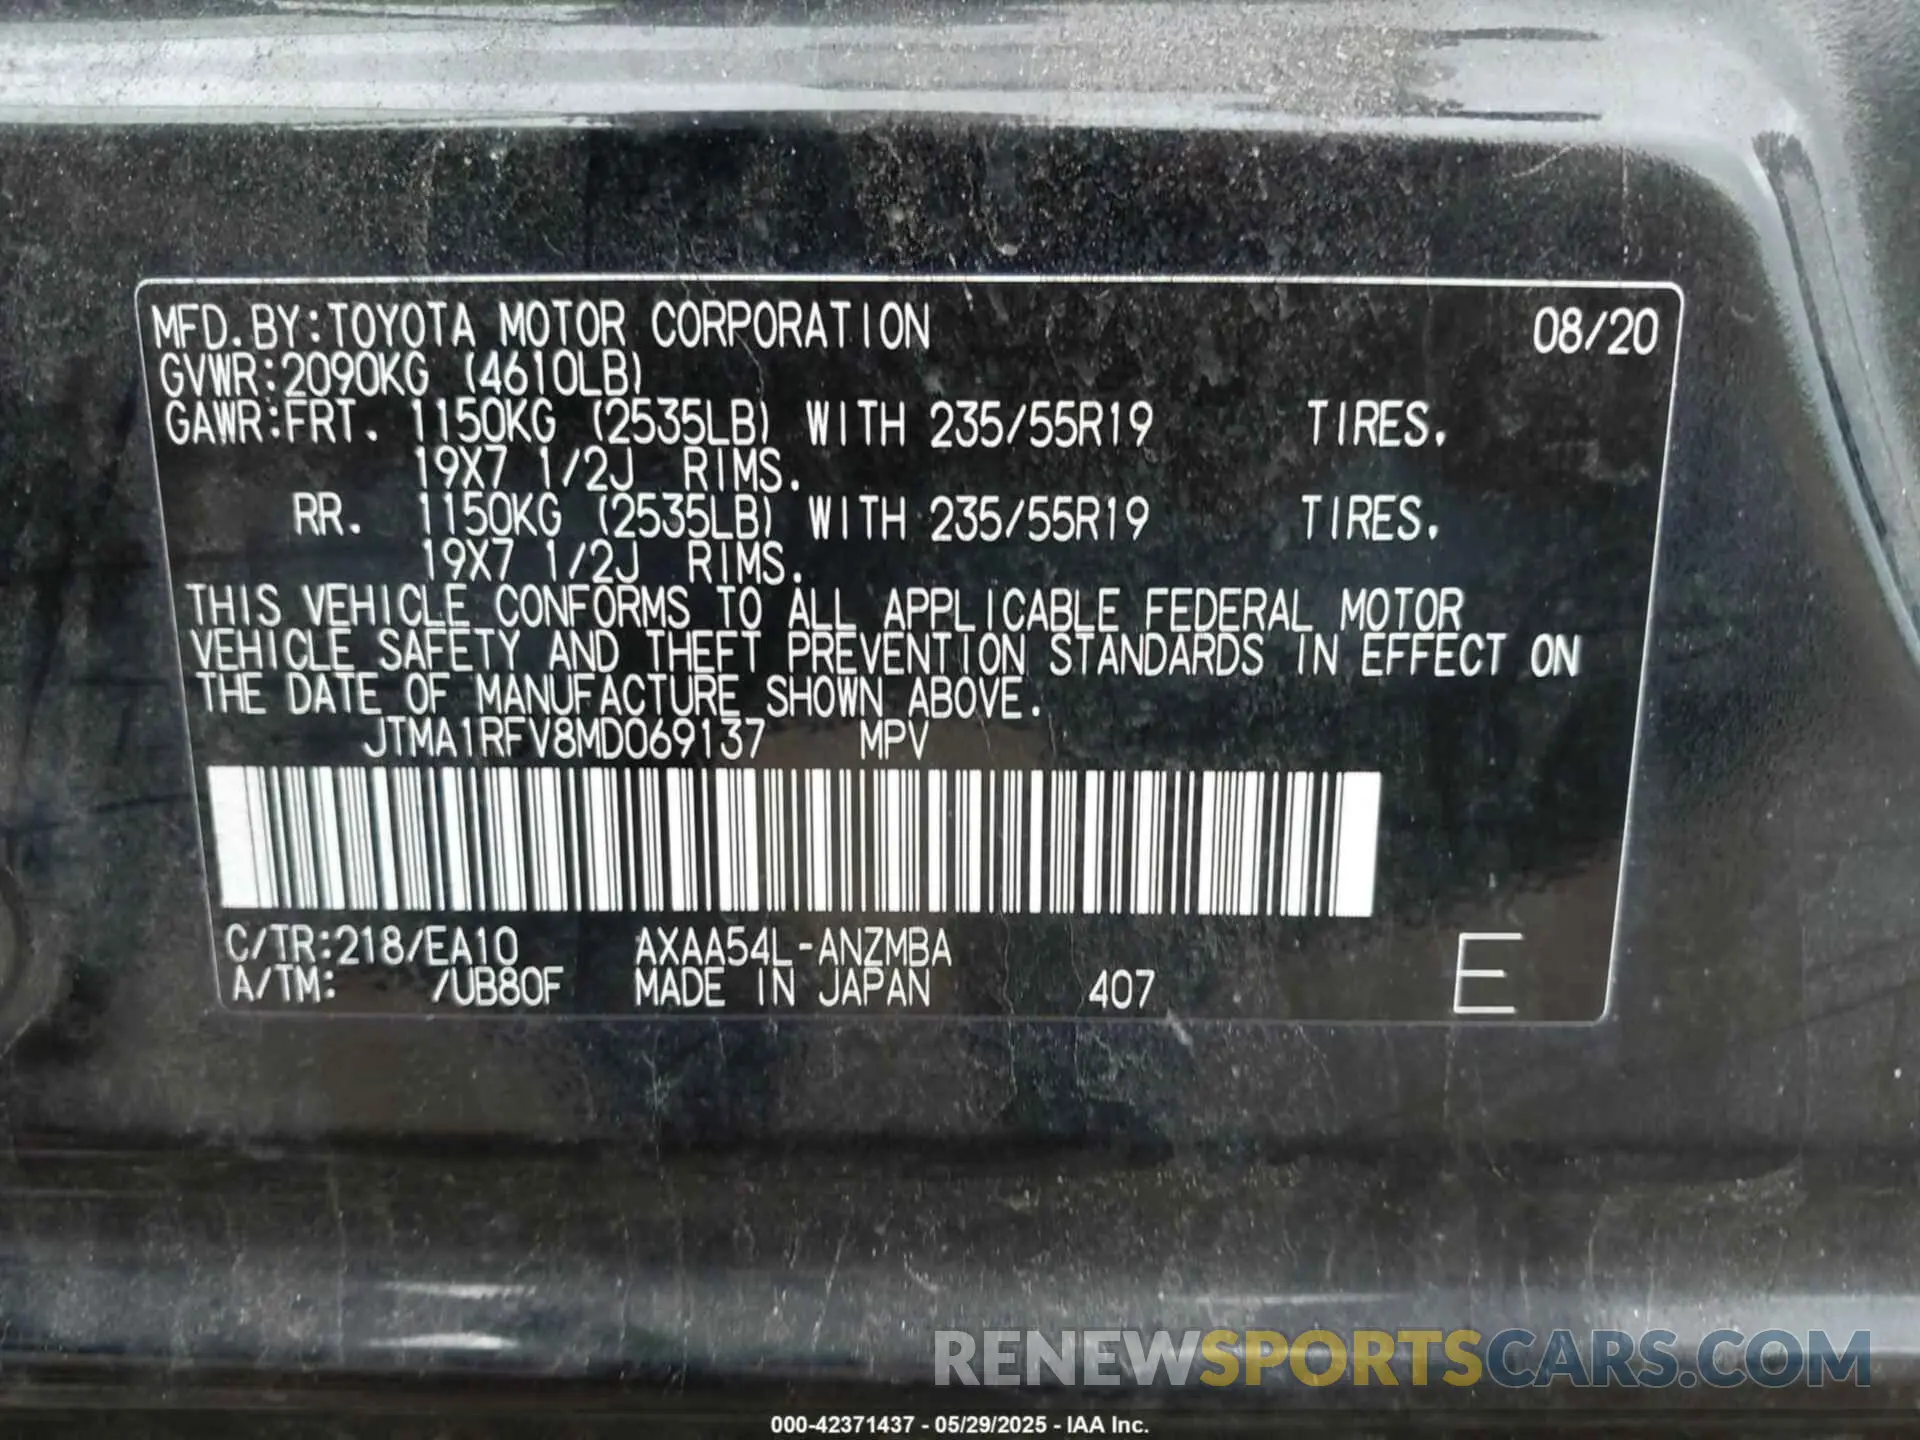 MFD.BY:TOYOTA MOTOR CORPORATION 08/20
GVWR:2090KG (4610LB)
GAWR:FRT. 1150KG (2535LB) WITH 235/55R19 TIRES.
19X7 1/2J RIMS.
RR. 1150KG (2535LB) WITH 235/55R19 TIRES.
19X7 1/2J RIMS.
THIS VEHICLE CONFORMS TO ALL APPLICABLE FEDERAL MOTOR
VEHICLE SAFETY AND THEFT PREVENTION STANDARDS IN EFFECT ON
THE DATE OF MANUFACTURE SHOWN ABOVE.
JTMA1RFV8MD069137 MPV
C/TR:218/EA10 AXAA54L-ANZMBA
A/TM: /UB80F MADE IN JAPAN 407 E
RENEWSPORTSCARS.COM
000-42371437 - 05/29/2025 - IAA Inc.